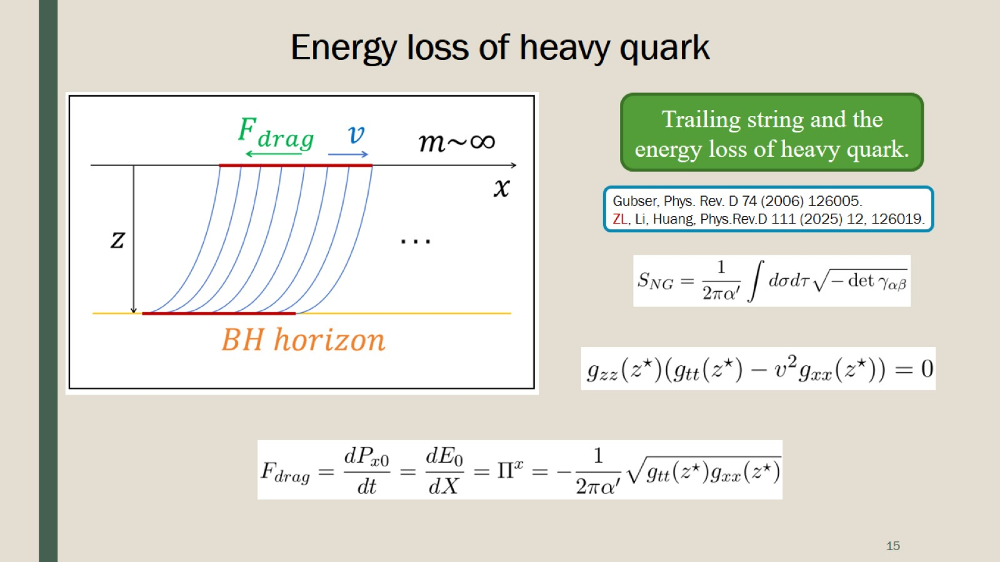 Energy loss of heavy quark
F_{drag}
v
m~∞
x
z
...
BH horizon
Trailing string and the
energy loss of heavy quark.
Gubser, Phys. Rev. D 74 (2006) 126005.
ZL, Li, Huang, Phys.Rev.D 111 (2025) 12, 126019.
S_{NG} = \frac{1}{2\pi\alpha'} \int d\sigma d\tau \sqrt{-\det \gamma_{\alpha\beta}}
g_{zz}(z^\star)(g_{tt}(z^\star) - v^2 g_{xx}(z^\star)) = 0
F_{drag} = \frac{dP_{x0}}{dt} = \frac{dE_0}{dX} = \Pi^x = -\frac{1}{2\pi\alpha'} \sqrt{g_{tt}(z^\star)g_{xx}(z^\star)}
15